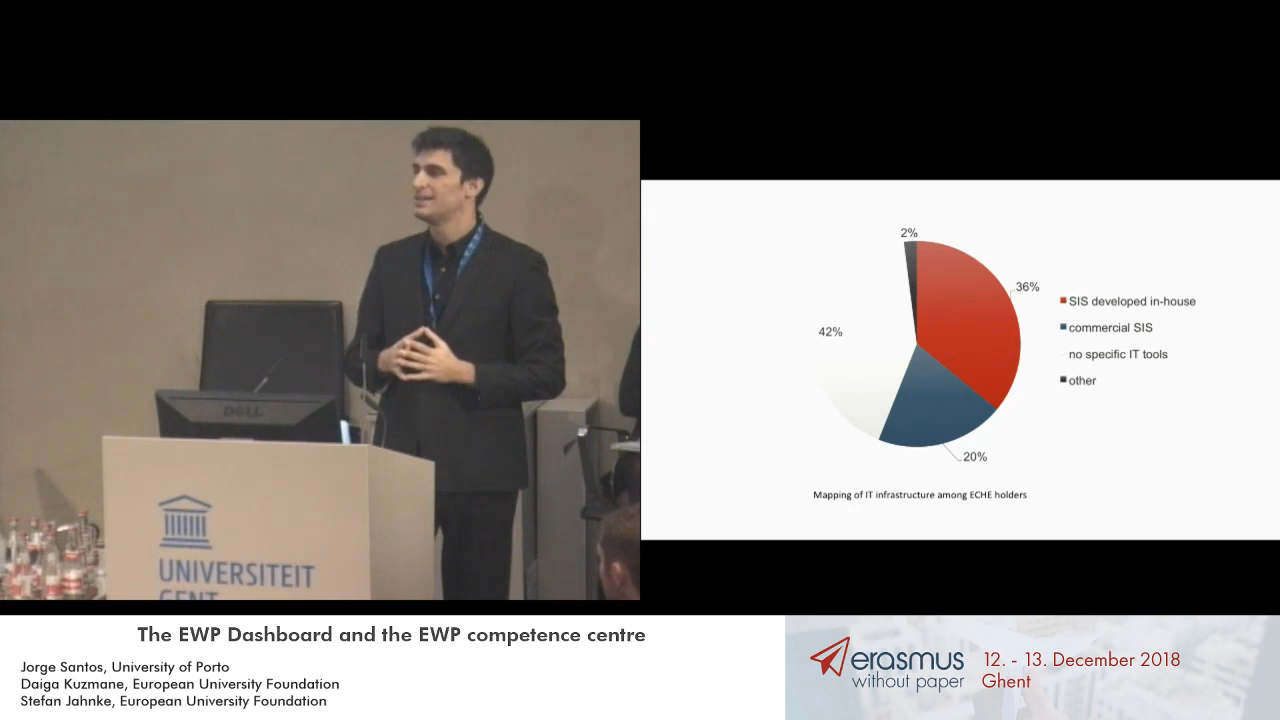 DELL
UNIVERSITEIT
GENT
2%
36%
42%
20%
SIS developed in-house
commercial SIS
no specific IT tools
other
Mapping of IT infrastructure among ECHE holders
The EWP Dashboard and the EWP competence centre
Jorge Santos, University of Porto
Daiga Kuzmane, European University Foundation
Stefan Jahnke, European University Foundation
erasmus
without paper
12. - 13. December 2018
Ghent